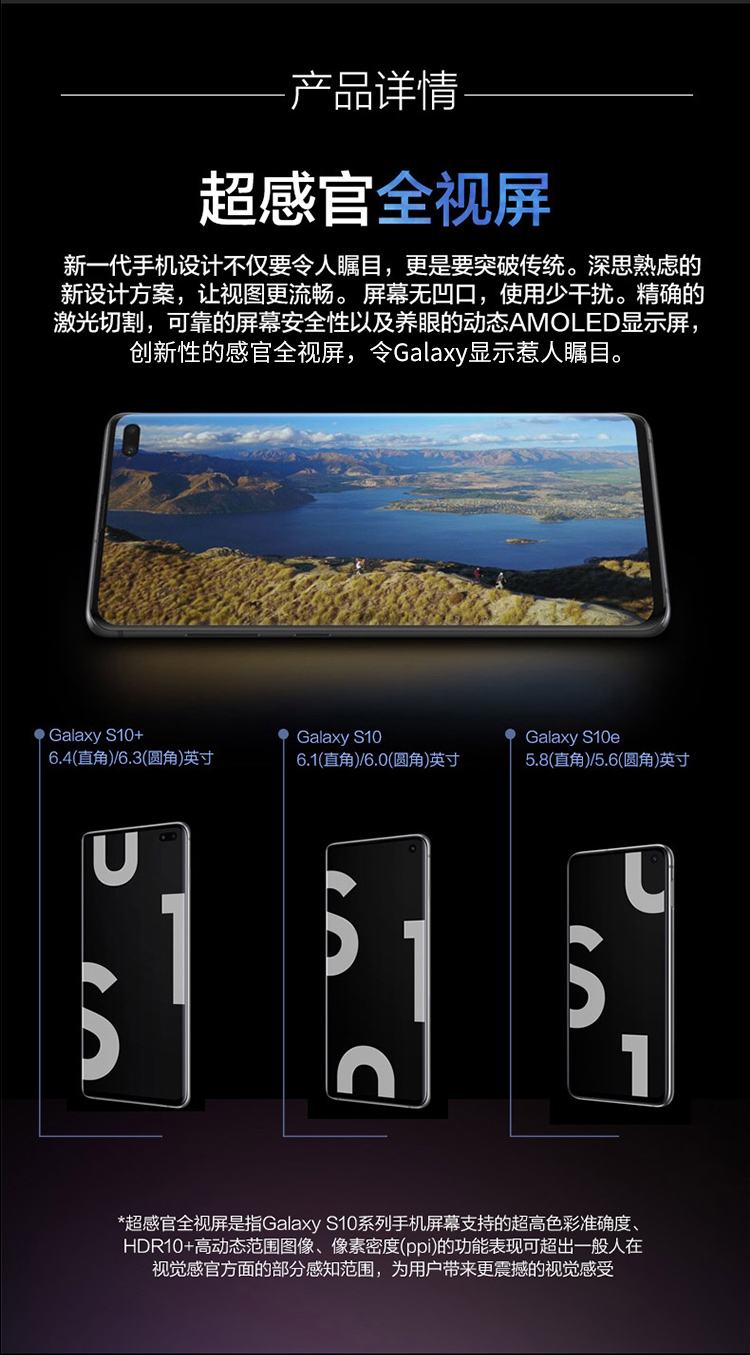 产品详情
超感官全视屏
新一代手机设计不仅要令人瞩目，更是要突破传统。深思熟虑的
新设计方案，让视图更流畅。屏幕无凹口，使用少干扰。精确的
激光切割，可靠的屏幕安全性以及养眼的动态AMOLED显示屏，
创新性的感官全视屏，令Galaxy显示惹人瞩目。
Galaxy S10+
6.4(直角)/6.3(圆角)英寸
Galaxy S10
6.1(直角)/6.0(圆角)英寸
Galaxy S10e
5.8(直角)/5.6(圆角)英寸
S10
S10
S10
*超感官全视屏是指Galaxy S10系列手机屏幕支持的超高色彩准确度、
HDR10+高动态范围图像、像素密度(ppi)的功能表现可超出一般人在
视觉感官方面的部分感知范围，为用户带来更震撼的视觉感受